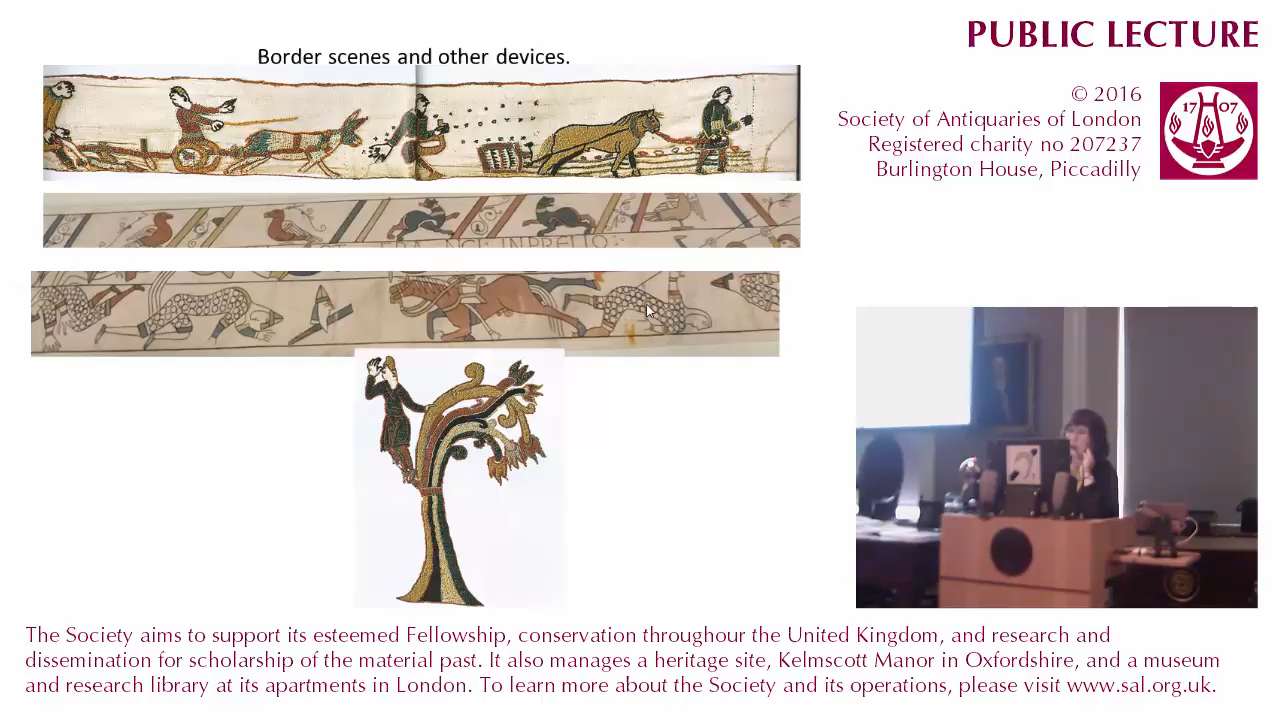 PUBLIC LECTURE
Border scenes and other devices.
© 2016
Society of Antiquaries of London
Registered charity no 207237
Burlington House, Piccadilly
17 07
The Society aims to support its esteemed Fellowship, conservation throughour the United Kingdom, and research and
dissemination for scholarship of the material past. It also manages a heritage site, Kelmscott Manor in Oxfordshire, and a museum
and research library at its apartments in London. To learn more about the Society and its operations, please visit www.sal.org.uk.